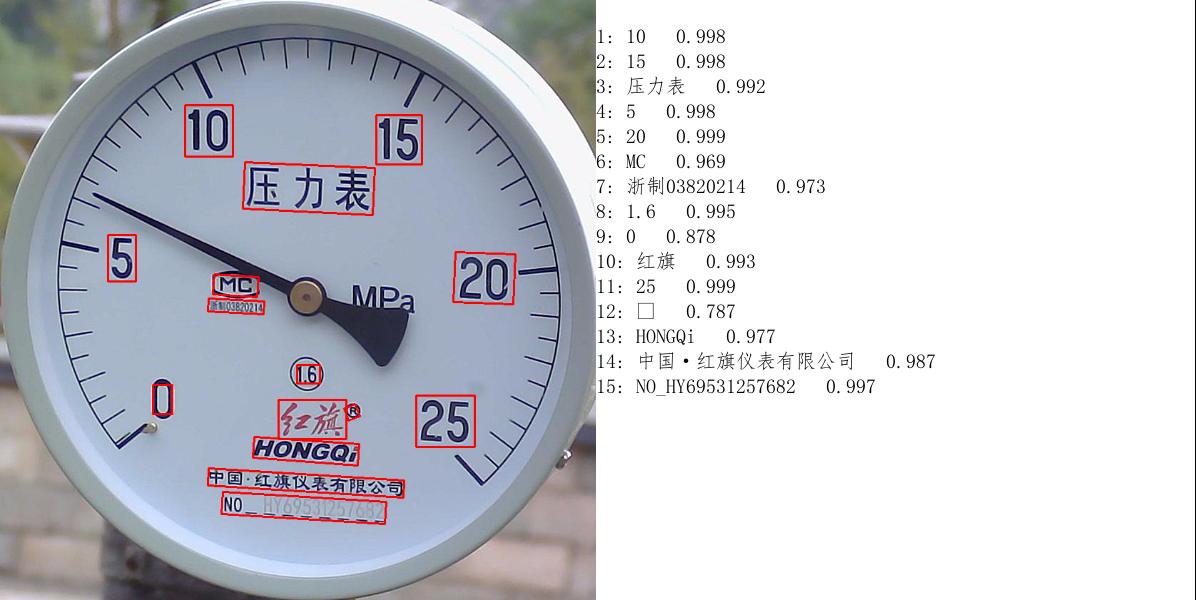 10
15
压力表
5
20
MC
浙制03820214
MPa
1.6
0
红旗®
25
HONGQi
中国·红旗仪表有限公司
NO_HY69531257682
1: 10 0.998
2: 15 0.998
3: 压力表 0.992
4: 5 0.998
5: 20 0.999
6: MC 0.969
7: 浙制03820214 0.973
8: 1.6 0.995
9: 0 0.878
10: 红旗 0.993
11: 25 0.999
12: □ 0.787
13: HONGQi 0.977
14: 中国·红旗仪表有限公司 0.987
15: NO_HY69531257682 0.997